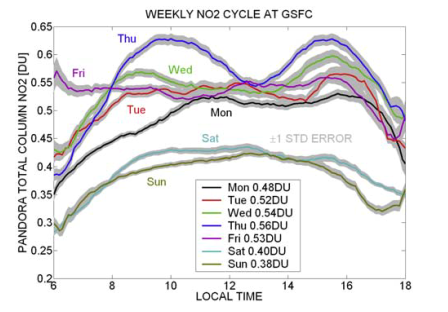 WEEKLY NO2 CYCLE AT GSFC
PANDORA TOTAL COLUMN NO2 [DU]
0.65
0.6
0.55
0.5
0.45
0.4
0.35
0.3
0.25
0.2
Thu
Fri
Wed
Tue
Mon
±1 STD ERROR
Sat
Sun
Mon 0.48DU
Tue 0.52DU
Wed 0.54DU
Thu 0.56DU
Fri 0.53DU
Sat 0.40DU
Sun 0.38DU
6 8 10 12 14 16 18
LOCAL TIME